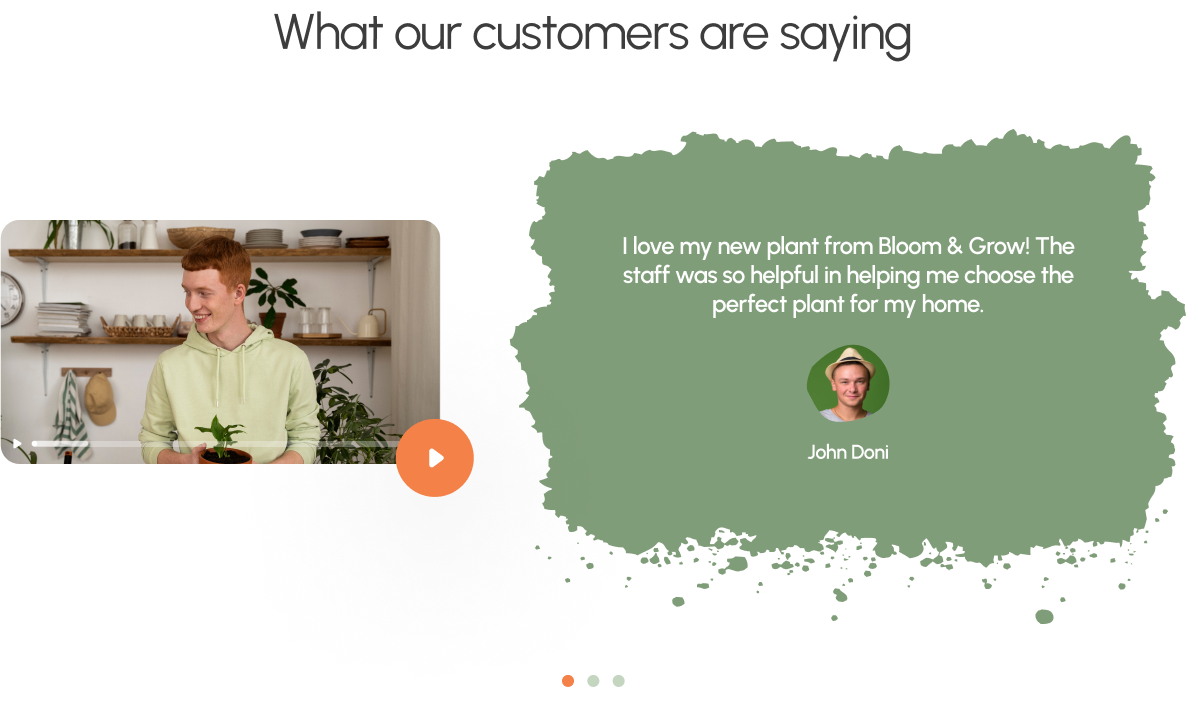 What our customers are saying
I love my new plant from Bloom & Grow! The
staff was so helpful in helping me choose the
perfect plant for my home.
John Doni